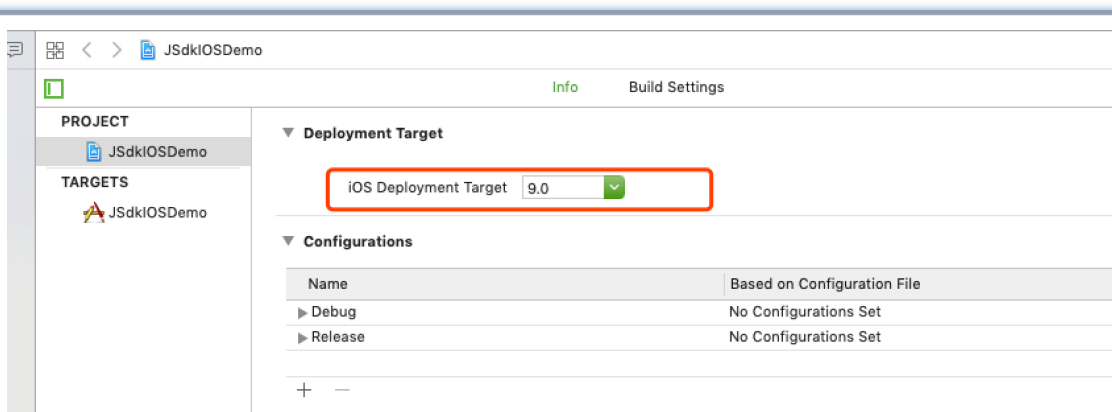 JSdkIOSDemo
Info Build Settings
PROJECT
JSdkIOSDemo
TARGETS
JSdkIOSDemo
Deployment Target
iOS Deployment Target 9.0
Configurations
Name Based on Configuration File
Debug No Configurations Set
Release No Configurations Set